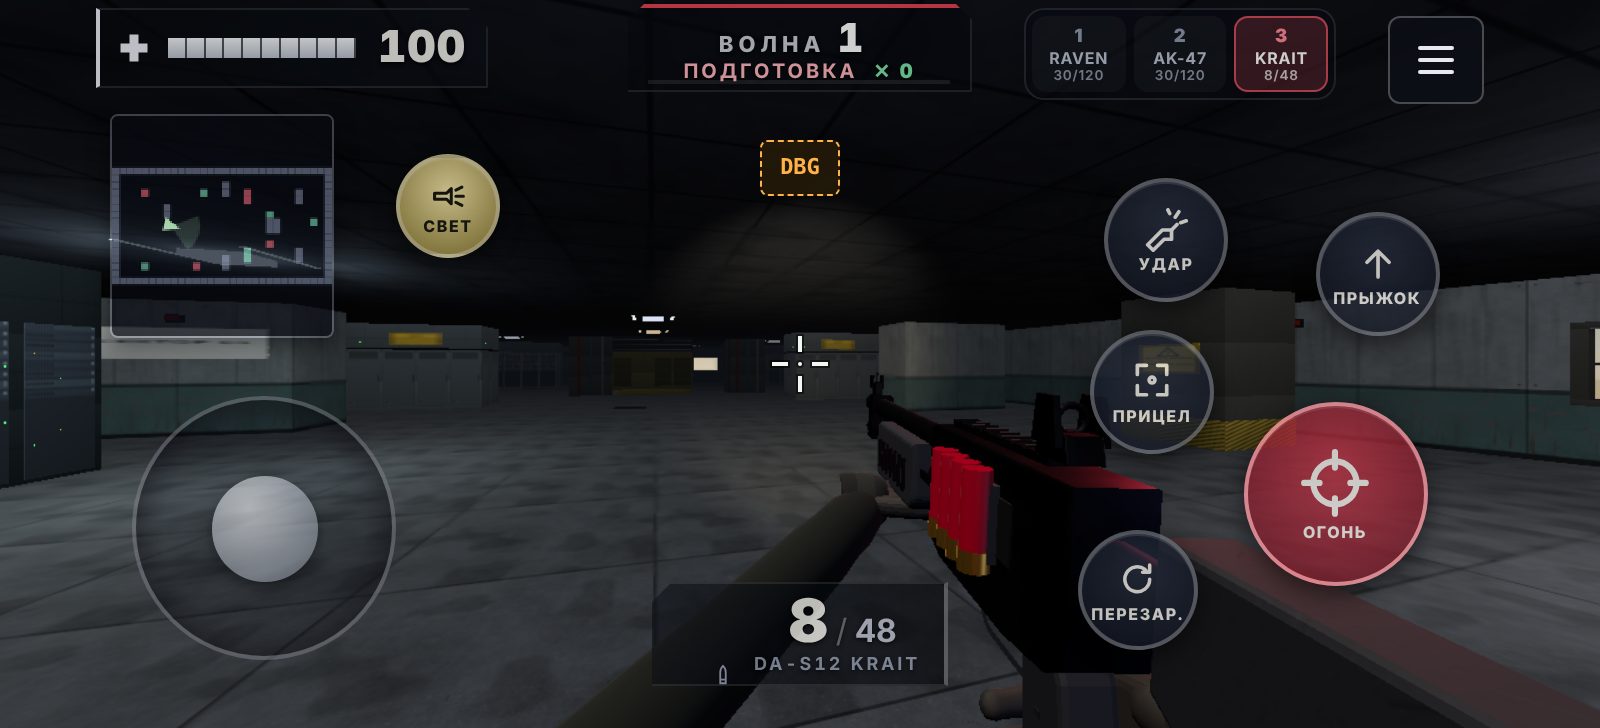 100
ВОЛНА 1
ПОДГОТОВКА × 0
1
RAVEN
30/120
2
AK-47
30/120
3
KRAIT
8/48
DBG
СВЕТ
УДАР
ПРЫЖОК
ПРИЦЕЛ
ОГОНЬ
ПЕРЕЗАР.
8 / 48
DA-S12 KRAIT